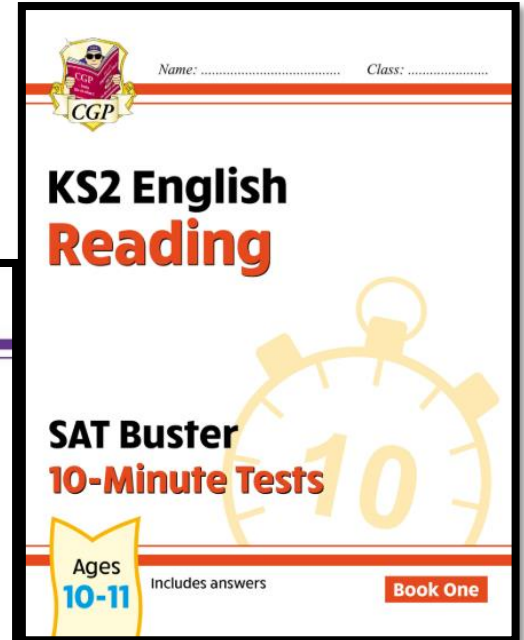 Name: ....................................... Class: ......................
CGP
CGP
KS2 English
Reading
SAT Buster
10-Minute Tests
10
Ages
10-11
Includes answers
Book One